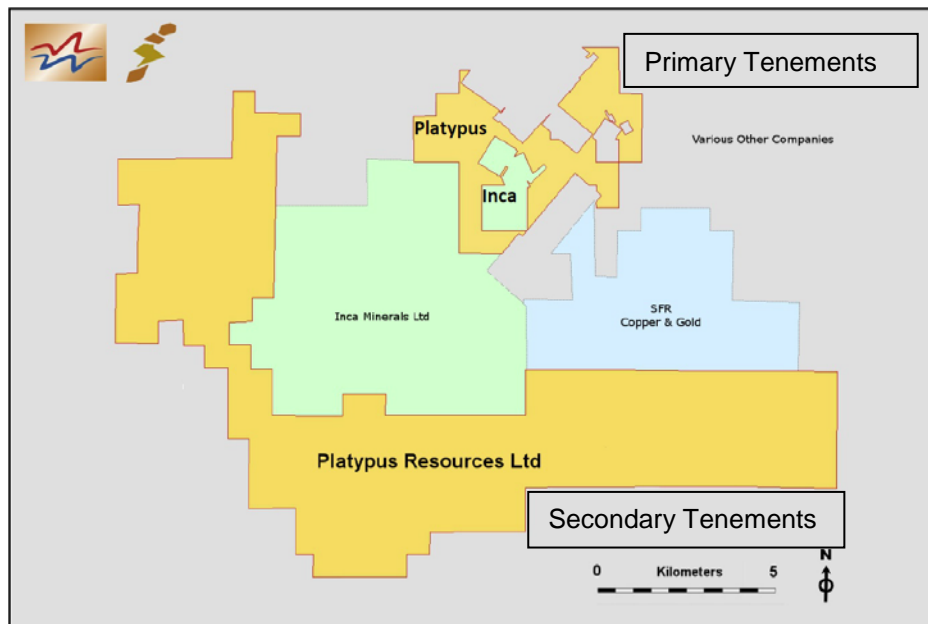 Primary Tenements
Platypus
Various Other Companies
Inca
Inca Minerals Ltd
SFR
Copper & Gold
Platypus Resources Ltd
Secondary Tenements
N
0 Kilometers 5